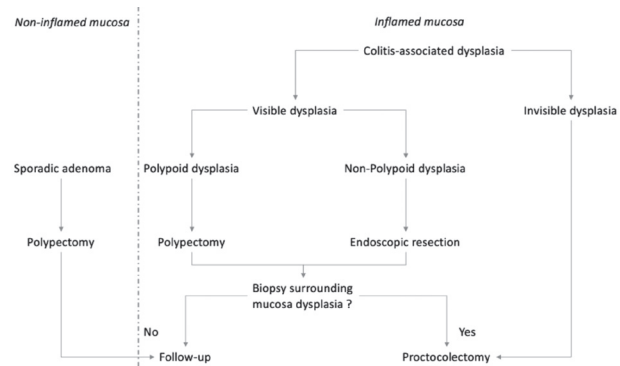 Non-inflamed mucosa
Inflamed mucosa
Colitis-associated dysplasia
Visible dysplasia
Invisible dysplasia
Sporadic adenoma
Polypoid dysplasia
Non-Polypoid dysplasia
Polypectomy
Polypectomy
Endoscopic resection
Biopsy surrounding
mucosa dysplasia ?
No
Yes
Follow-up
Proctocolectomy